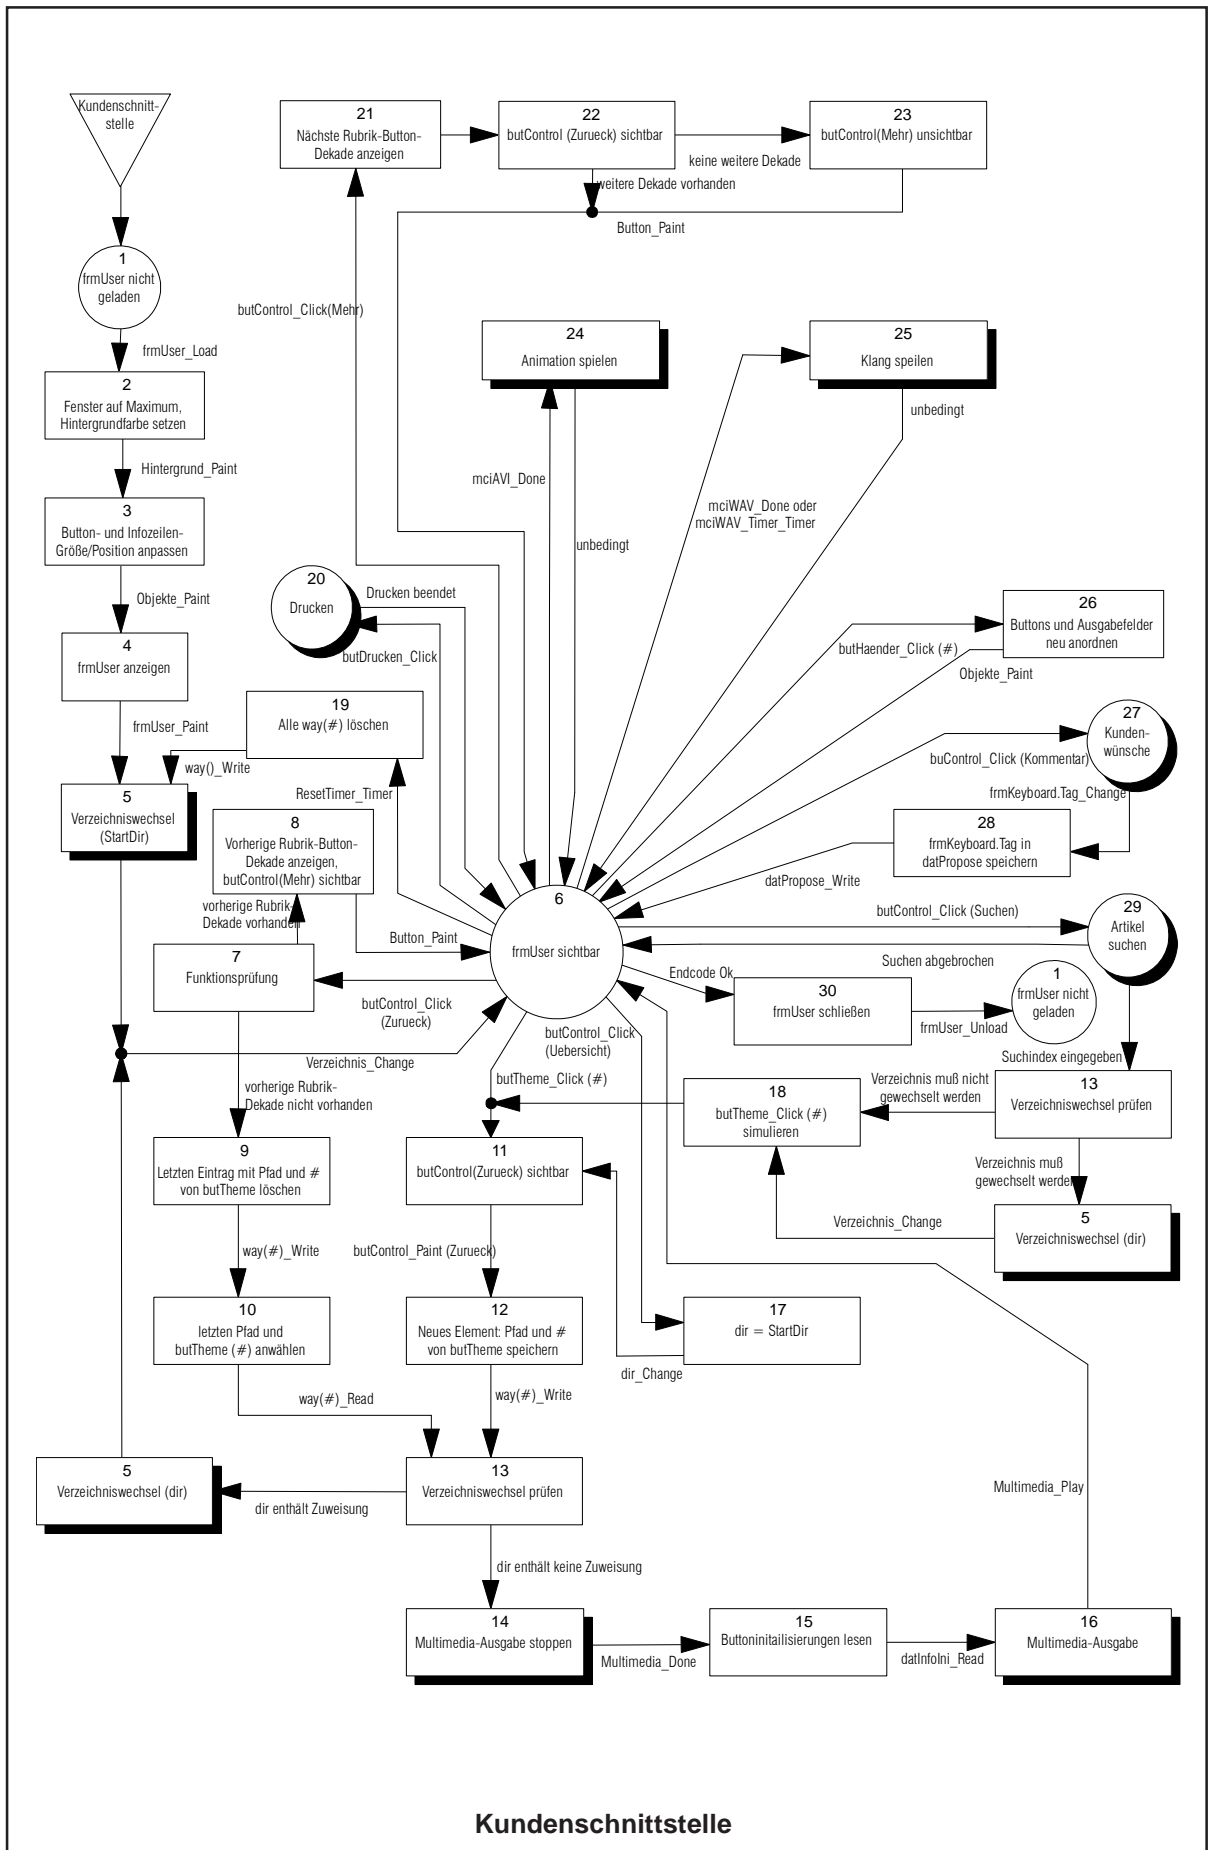 Kundenschnitt-
stelle
21
Nächste Rubrik-Button-
Dekade anzeigen
22
butControl (Zurueck) sichtbar
23
butControl(Mehr) unsichtbar
keine weitere Dekade
weitere Dekade vorhanden
Button_Paint
1
frmUser nicht
geladen
butControl_Click(Mehr)
frmUser_Load
24
Animation spielen
25
Klang speilen
2
Fenster auf Maximum,
Hintergrundfarbe setzen
unbedingt
Hintergrund_Paint
mciAVI_Done
mciWAV_Done oder
mciWAV_Timer_Timer
3
Button- und Infozeilen-
Größe/Position anpassen
unbedingt
Objekte_Paint
20
Drucken
Drucken beendet
26
Buttons und Ausgabefelder
neu anordnen
4
frmUser anzeigen
butDrucken_Click
butHaender_Click (#)
Objekte_Paint
19
Alle way(#) löschen
27
Kunden-
wünsche
frmUser_Paint
way()_Write
buControl_Click (Kommentar)
ResetTimer_Timer
frmKeyboard.Tag_Change
5
Verzeichniswechsel
(StartDir)
8
Vorherige Rubrik-Button-
Dekade anzeigen,
butControl(Mehr) sichtbar
28
frmKeyboard.Tag in
datPropose speichern
datPropose_Write
vorherige Rubrik-
Dekade vorhanden
6
frmUser sichtbar
butControl_Click (Suchen)
29
Artikel
suchen
Button_Paint
7
Funktionsprüfung
Suchen abgebrochen
Endcode Ok
30
frmUser schließen
1
frmUser nicht
geladen
butControl_Click
(Zurueck)
frmUser_Unload
butControl_Click
(Uebersicht)
Verzeichnis_Change
Suchindex eingegeben
butTheme_Click (#)
vorherige Rubrik-
Dekade nicht vorhanden
18
butTheme_Click (#)
simulieren
Verzeichnis muß nicht
gewechselt werden
13
Verzeichniswechsel prüfen
9
Letzten Eintrag mit Pfad und #
von butTheme löschen
11
butControl(Zurueck) sichtbar
Verzeichnis muß
gewechselt werden
way(#)_Write
butControl_Paint (Zurueck)
Verzeichnis_Change
5
Verzeichniswechsel (dir)
10
letzten Pfad und
butTheme (#) anwählen
12
Neues Element: Pfad und #
von butTheme speichern
17
dir = StartDir
dir_Change
way(#)_Read
way(#)_Write
5
Verzeichniswechsel (dir)
13
Verzeichniswechsel prüfen
Multimedia_Play
dir enthält Zuweisung
dir enthält keine Zuweisung
14
Multimedia-Ausgabe stoppen
15
Buttoninitailisierungen lesen
16
Multimedia-Ausgabe
Multimedia_Done
datInfoIni_Read
Kundenschnittstelle